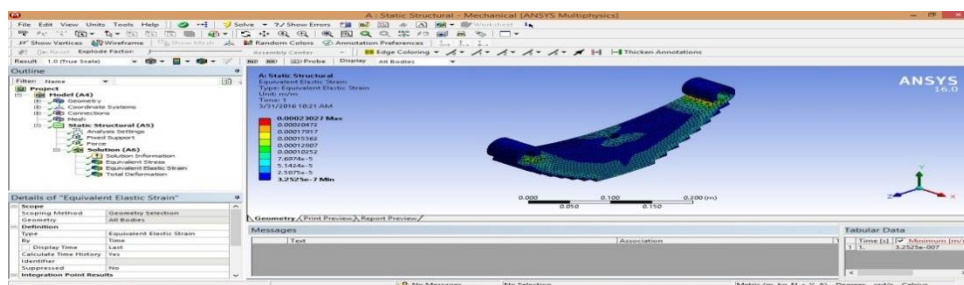 A : Static Structural - Mechanical [ANSYS Multiphysics]
File Edit View Units Tools Help
Solve ?/ Show Errors
Worksheet
Show Vertices Wireframe Show Mesh Random Colors Annotation Preferences
Explode Factor: Assembly Center Edge Coloring Thicken Annotations
Result 1.0 (True Scale) Probe Display All Bodies
Outline
Filter: Name
Project
Model (A4)
Geometry
Coordinate Systems
Connections
Mesh
Static Structural (A5)
Analysis Settings
Fixed Support
Force
Solution (A6)
Solution Information
Equivalent Stress
Equivalent Elastic Strain
Total Deformation
A: Static Structural
Equivalent Elastic Strain
Type: Equivalent Elastic Strain
Unit: m/m
Time: 1
3/31/2016 10:21 AM
0.00023027 Max
0.00020472
0.00017917
0.00015362
0.00012807
0.00010252
7.6974e-5
5.1424e-5
2.5875e-5
3.2525e-7 Min
ANSYS
16.0
0.000 0.100 0.200 (m)
0.050 0.150
Geometry Print Preview Report Preview
Details of "Equivalent Elastic Strain"
Scope
Scoping Method Geometry Selection
Geometry All Bodies
Definition
Type Equivalent Elastic Strain
By Time
Display Time Last
Calculate Time History Yes
Identifier
Suppressed No
Integration Point Results
Messages
Text Association
Tabular Data
Time [s] Minimum [m/
1 1. 3.2525e-007
No Messages No Selection Metric (m, kg, N, s, V, A) Degrees rad/s Celsius